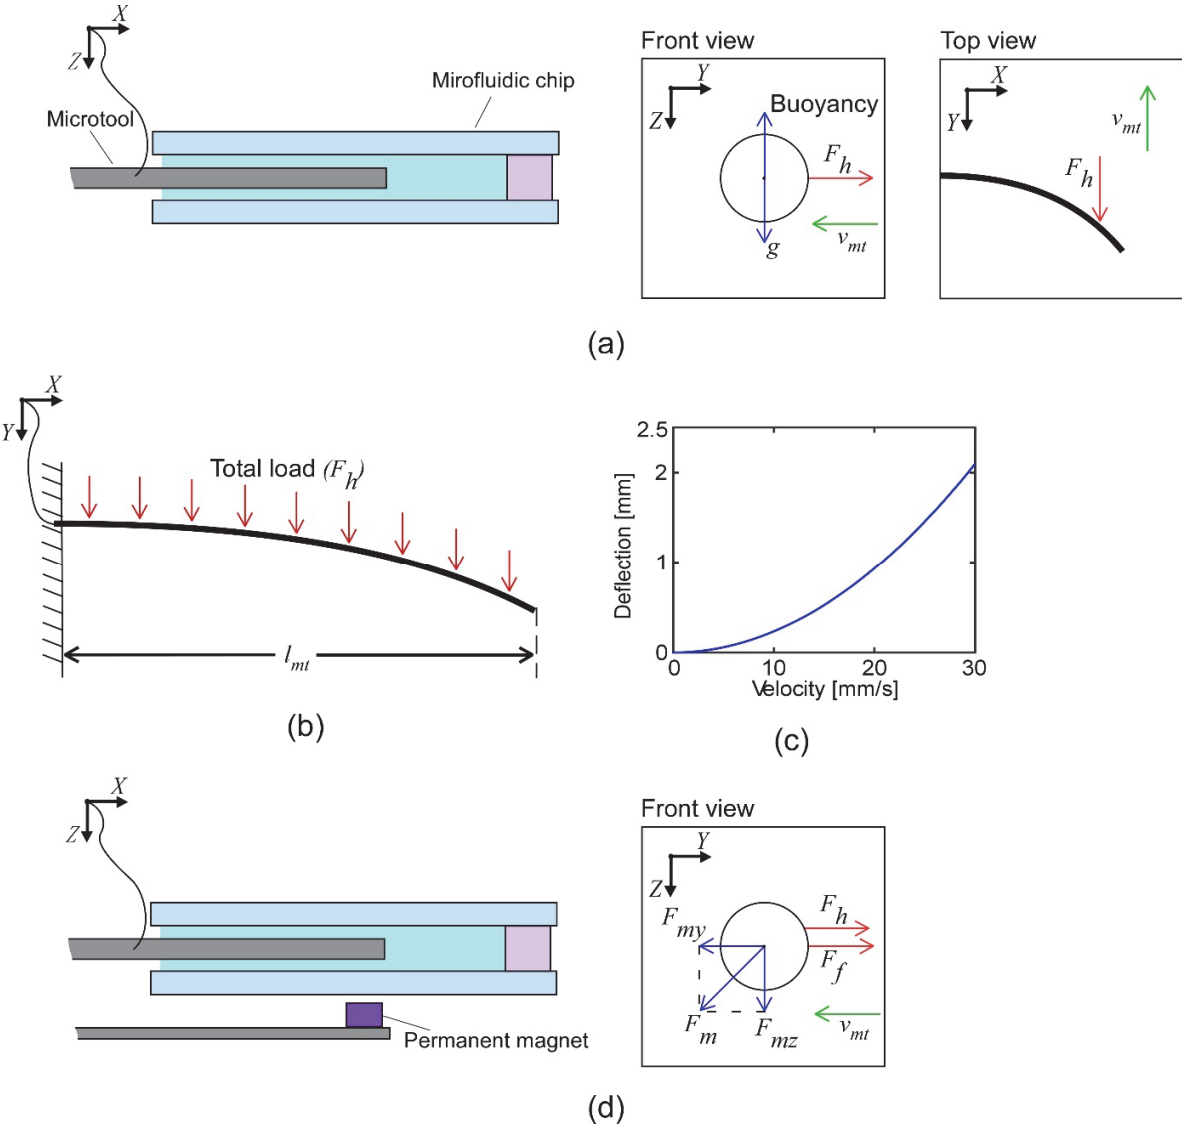 X
Z
Microtool
Mirofluidic chip
Front view
Y
Z
Buoyancy
F_h
v_mt
g
Top view
X
Y
v_mt
F_h
(a)
X
Y
Total load (F_h)
l_mt
(b)
2.5
2
1
0
0 10 20 30
Deflection [mm]
Velocity [mm/s]
(c)
X
Z
Permanent magnet
Front view
Y
Z
F_my
F_h
F_f
F_m
F_mz
v_mt
(d)